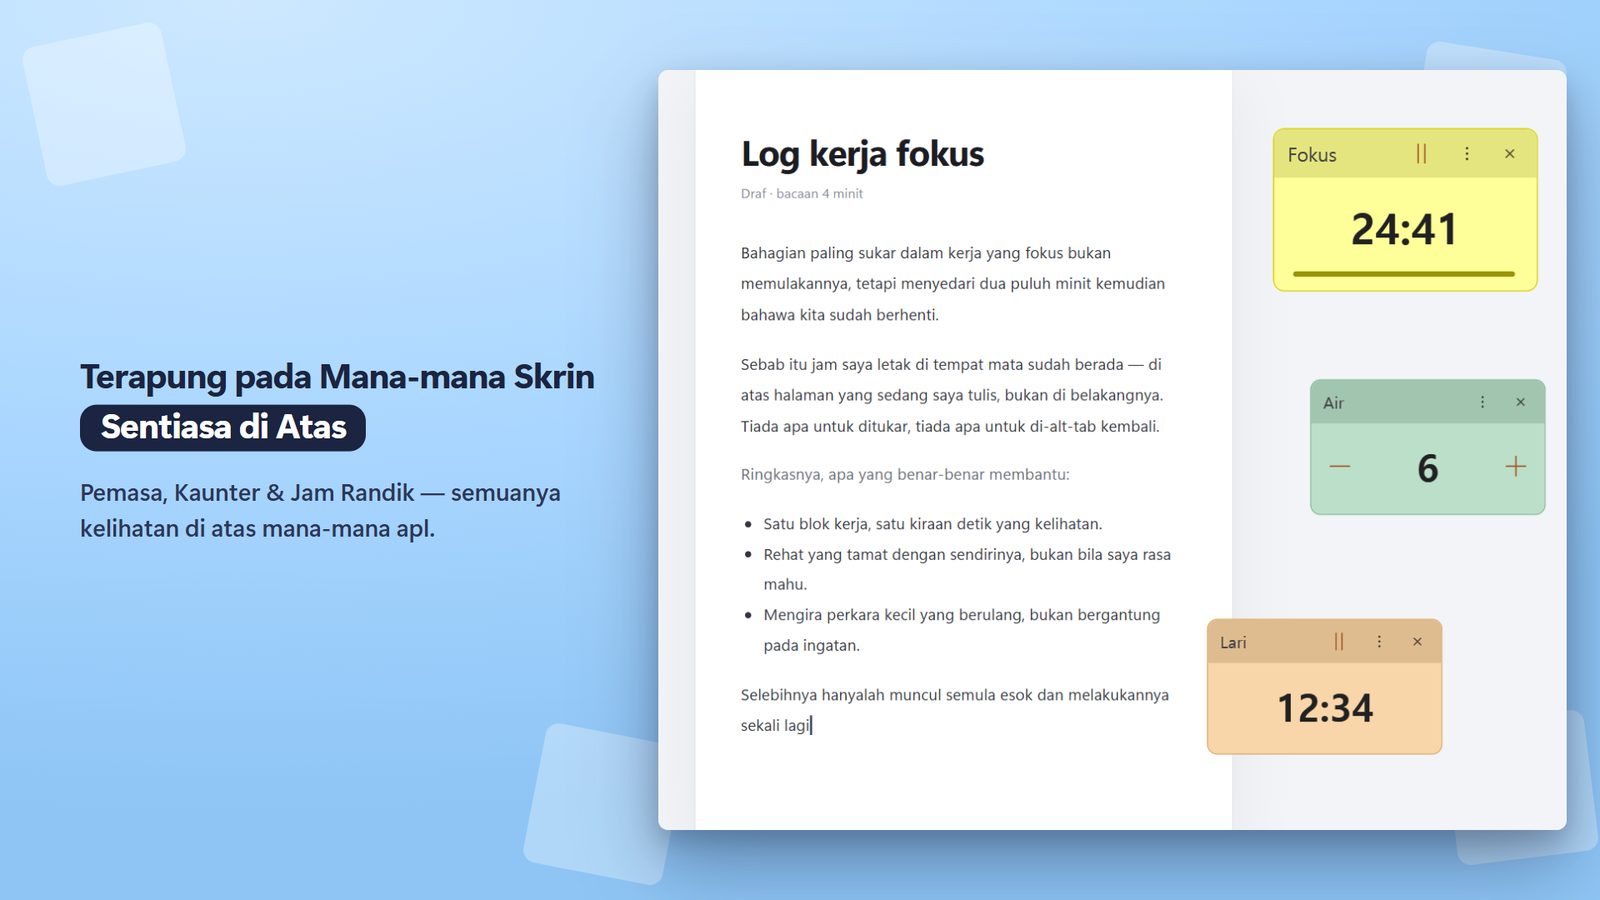 Terapung pada Mana-mana Skrin
Sentiasa di Atas
Pemasa, Kaunter & Jam Randik — semuanya
kelihatan di atas mana-mana apl.
Log kerja fokus
Draf · bacaan 4 minit
Bahagian paling sukar dalam kerja yang fokus bukan
memulakannya, tetapi menyedari dua puluh minit kemudian
bahawa kita sudah berhenti.
Sebab itu jam saya letak di tempat mata sudah berada — di
atas halaman yang sedang saya tulis, bukan di belakangnya.
Tiada apa untuk ditukar, tiada apa untuk di-alt-tab kembali.
Ringkasnya, apa yang benar-benar membantu:
• Satu blok kerja, satu kiraan detik yang kelihatan.
• Rehat yang tamat dengan sendirinya, bukan bila saya rasa
mahu.
• Mengira perkara kecil yang berulang, bukan bergantung
pada ingatan.
Selebihnya hanyalah muncul semula esok dan melakukannya
sekali lagi
Fokus
24:41
Air
− 6 +
Lari
12:34